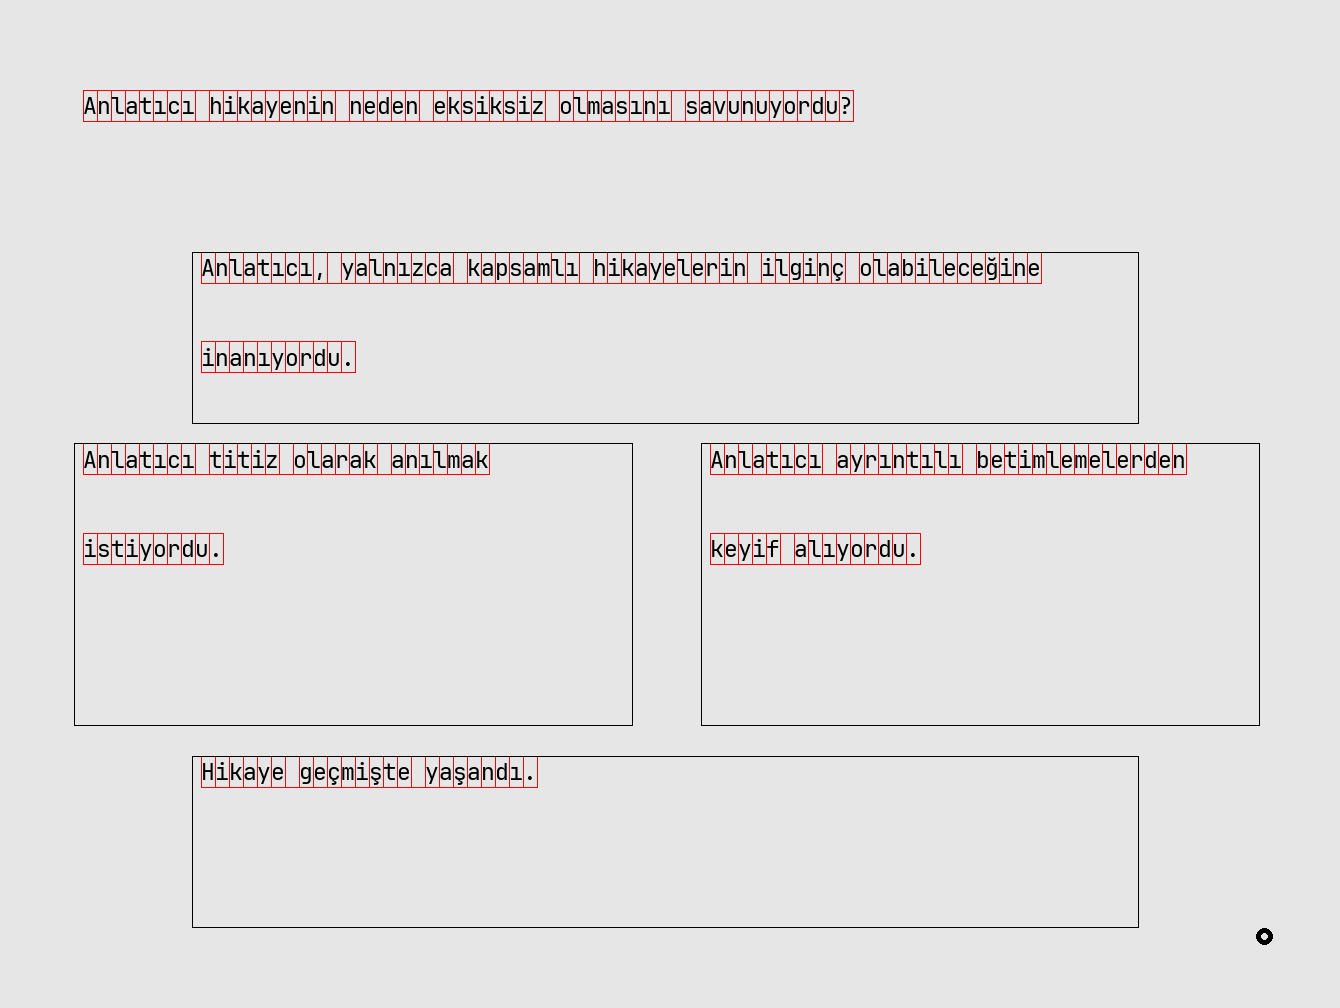 Anlatıcı hikayenin neden eksiksiz olmasını savunuyordu?
Anlatıcı, yalnızca kapsamlı hikayelerin ilginç olabileceğine
inanıyordu.
Anlatıcı titiz olarak anılmak
istiyordu.
Anlatıcı ayrıntılı betimlemelerden
keyif alıyordu.
Hikaye geçmişte yaşandı.